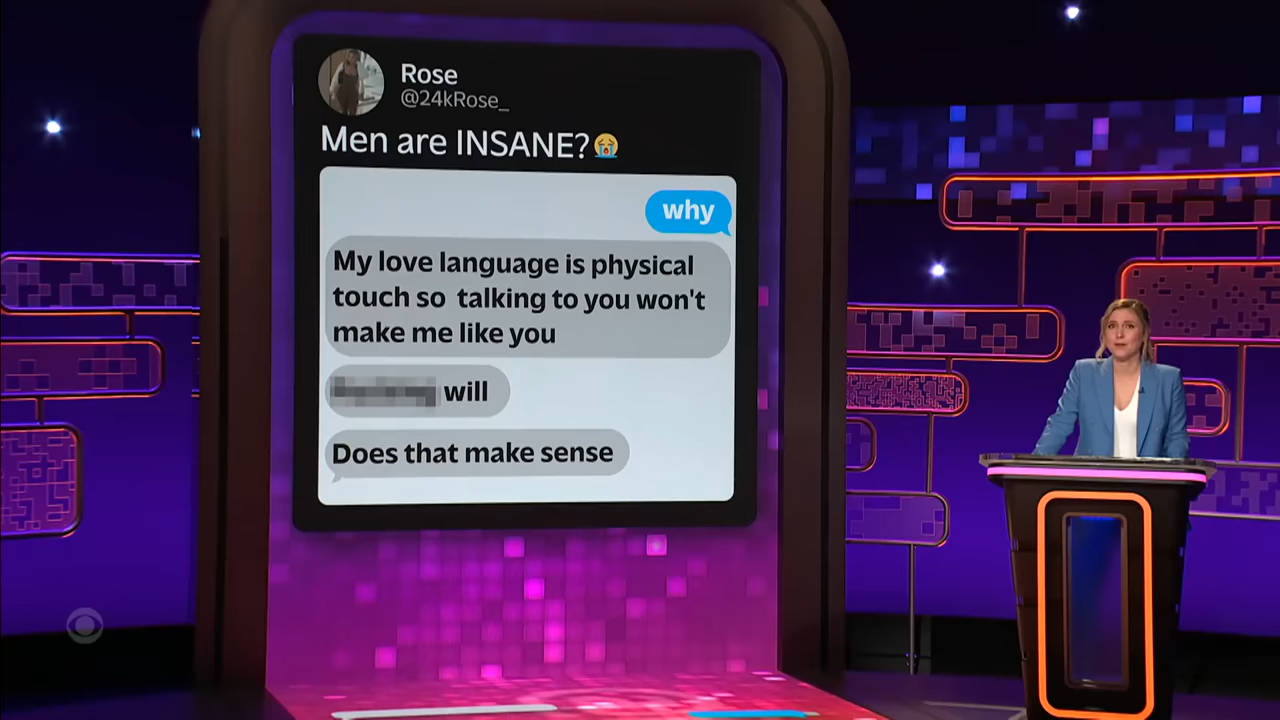 Rose
@24kRose_
Men are INSANE?😭
why
My love language is physical
touch so talking to you won't
make me like you
will
Does that make sense